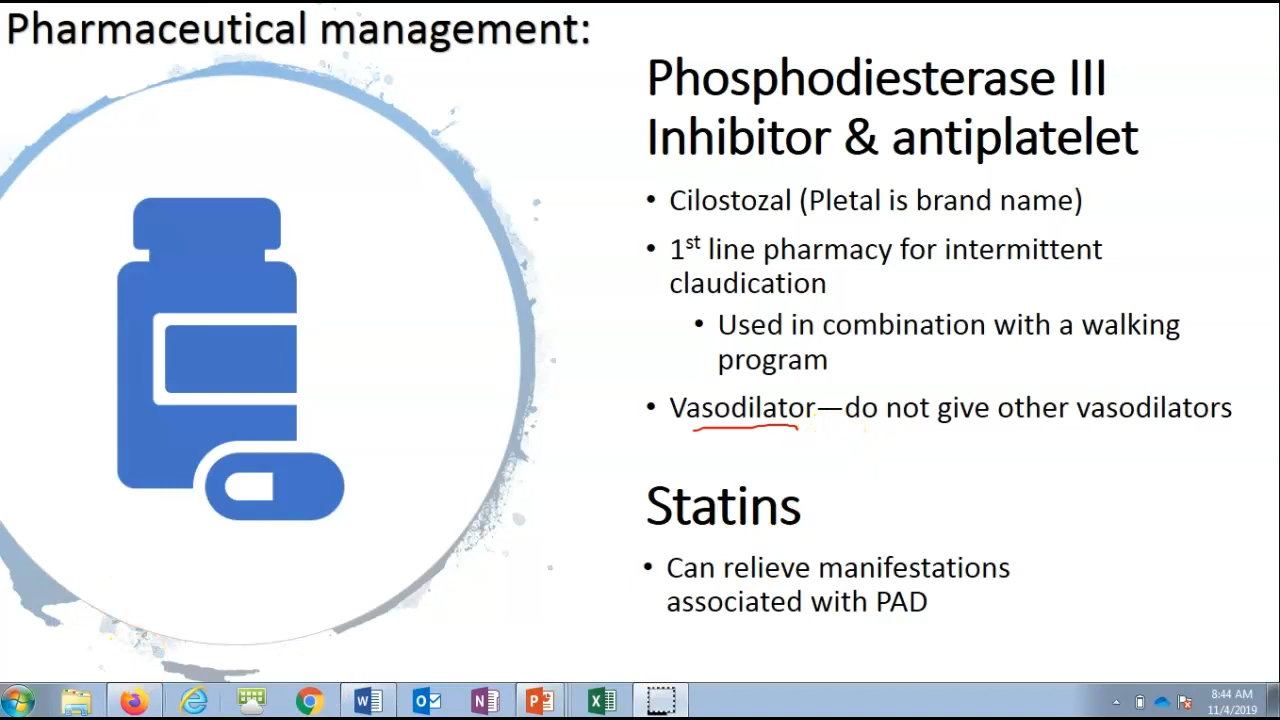 Pharmaceutical management:
Phosphodiesterase III
Inhibitor & antiplatelet
• Cilostozal (Pletal is brand name)
• 1st line pharmacy for intermittent
claudication
• Used in combination with a walking
program
• Vasodilator—do not give other vasodilators
Statins
• Can relieve manifestations
associated with PAD
8:44 AM
11/4/2019